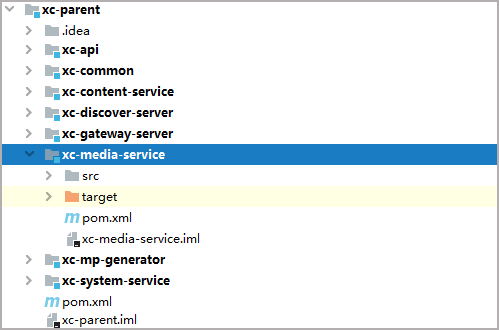 xc-parent
.idea
xc-api
xc-common
xc-content-service
xc-discover-server
xc-gateway-server
xc-media-service
src
target
pom.xml
xc-media-service.iml
xc-mp-generator
xc-system-service
pom.xml
xc-parent.iml